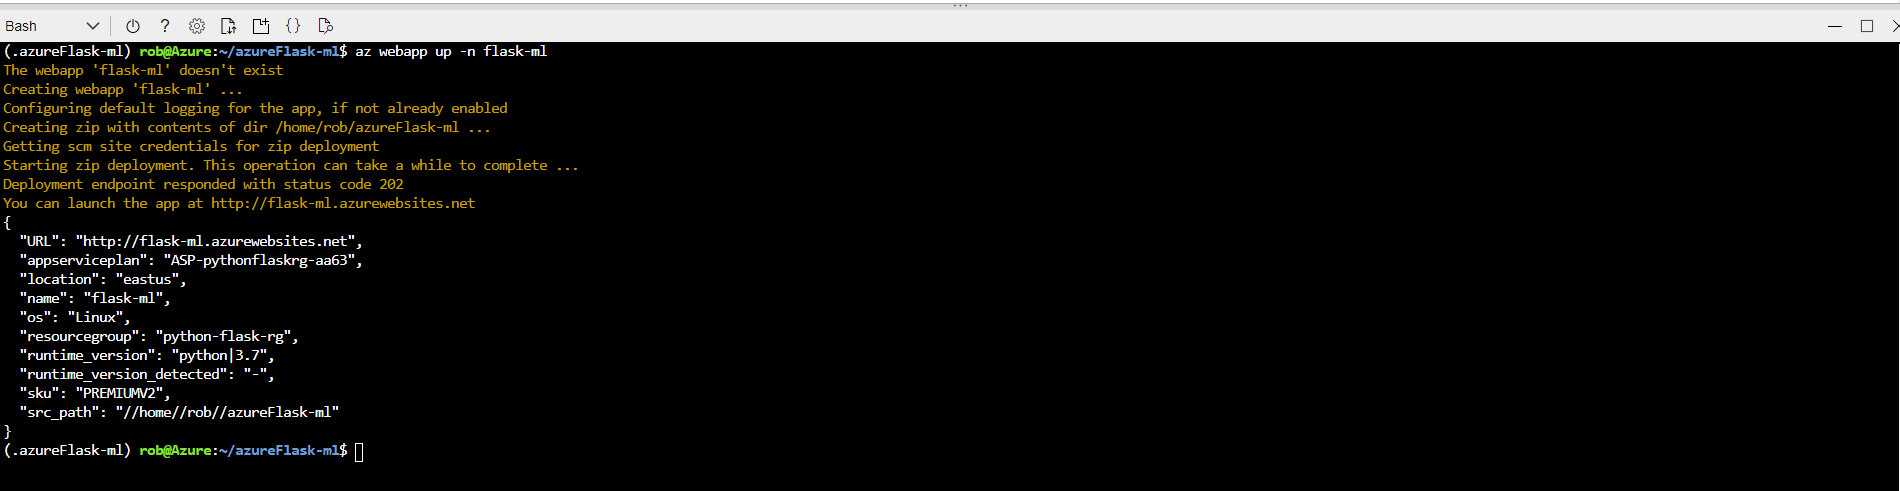 Bash
(.azureFlask-ml) rob@Azure:~/azureFlask-ml$ az webapp up -n flask-ml
The webapp 'flask-ml' doesn't exist
Creating webapp 'flask-ml' ...
Configuring default logging for the app, if not already enabled
Creating zip with contents of dir /home/rob/azureFlask-ml ...
Getting scm site credentials for zip deployment
Starting zip deployment. This operation can take a while to complete ...
Deployment endpoint responded with status code 202
You can launch the app at http://flask-ml.azurewebsites.net
{
  "URL": "http://flask-ml.azurewebsites.net",
  "appserviceplan": "ASP-pythonflaskrg-aa63",
  "location": "eastus",
  "name": "flask-ml",
  "os": "Linux",
  "resourcegroup": "python-flask-rg",
  "runtime_version": "python|3.7",
  "runtime_version_detected": "-",
  "sku": "PREMIUMV2",
  "src_path": "//home//rob//azureFlask-ml"
}
(.azureFlask-ml) rob@Azure:~/azureFlask-ml$